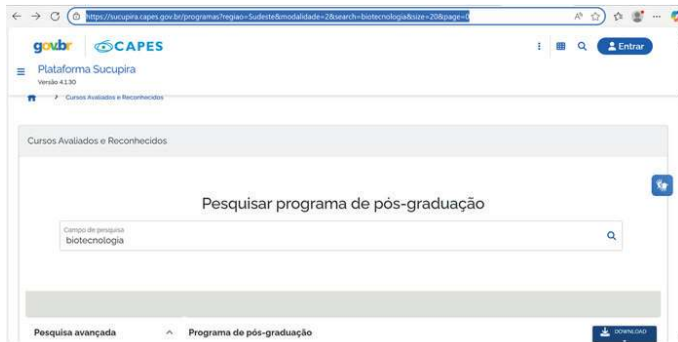 https://sucupira.capes.gov.br/programas?regiao=Sudeste&modalidade=2&search=biotecnologia&size=20&page=0
gov.br CAPES Entrar
Plataforma Sucupira
Versão 4.1.30
Cursos Avaliados e Reconhecidos
Cursos Avaliados e Reconhecidos
Pesquisar programa de pós-graduação
Campo de pesquisa
biotecnologia
Pesquisa avançada Programa de pós-graduação DOWNLOAD